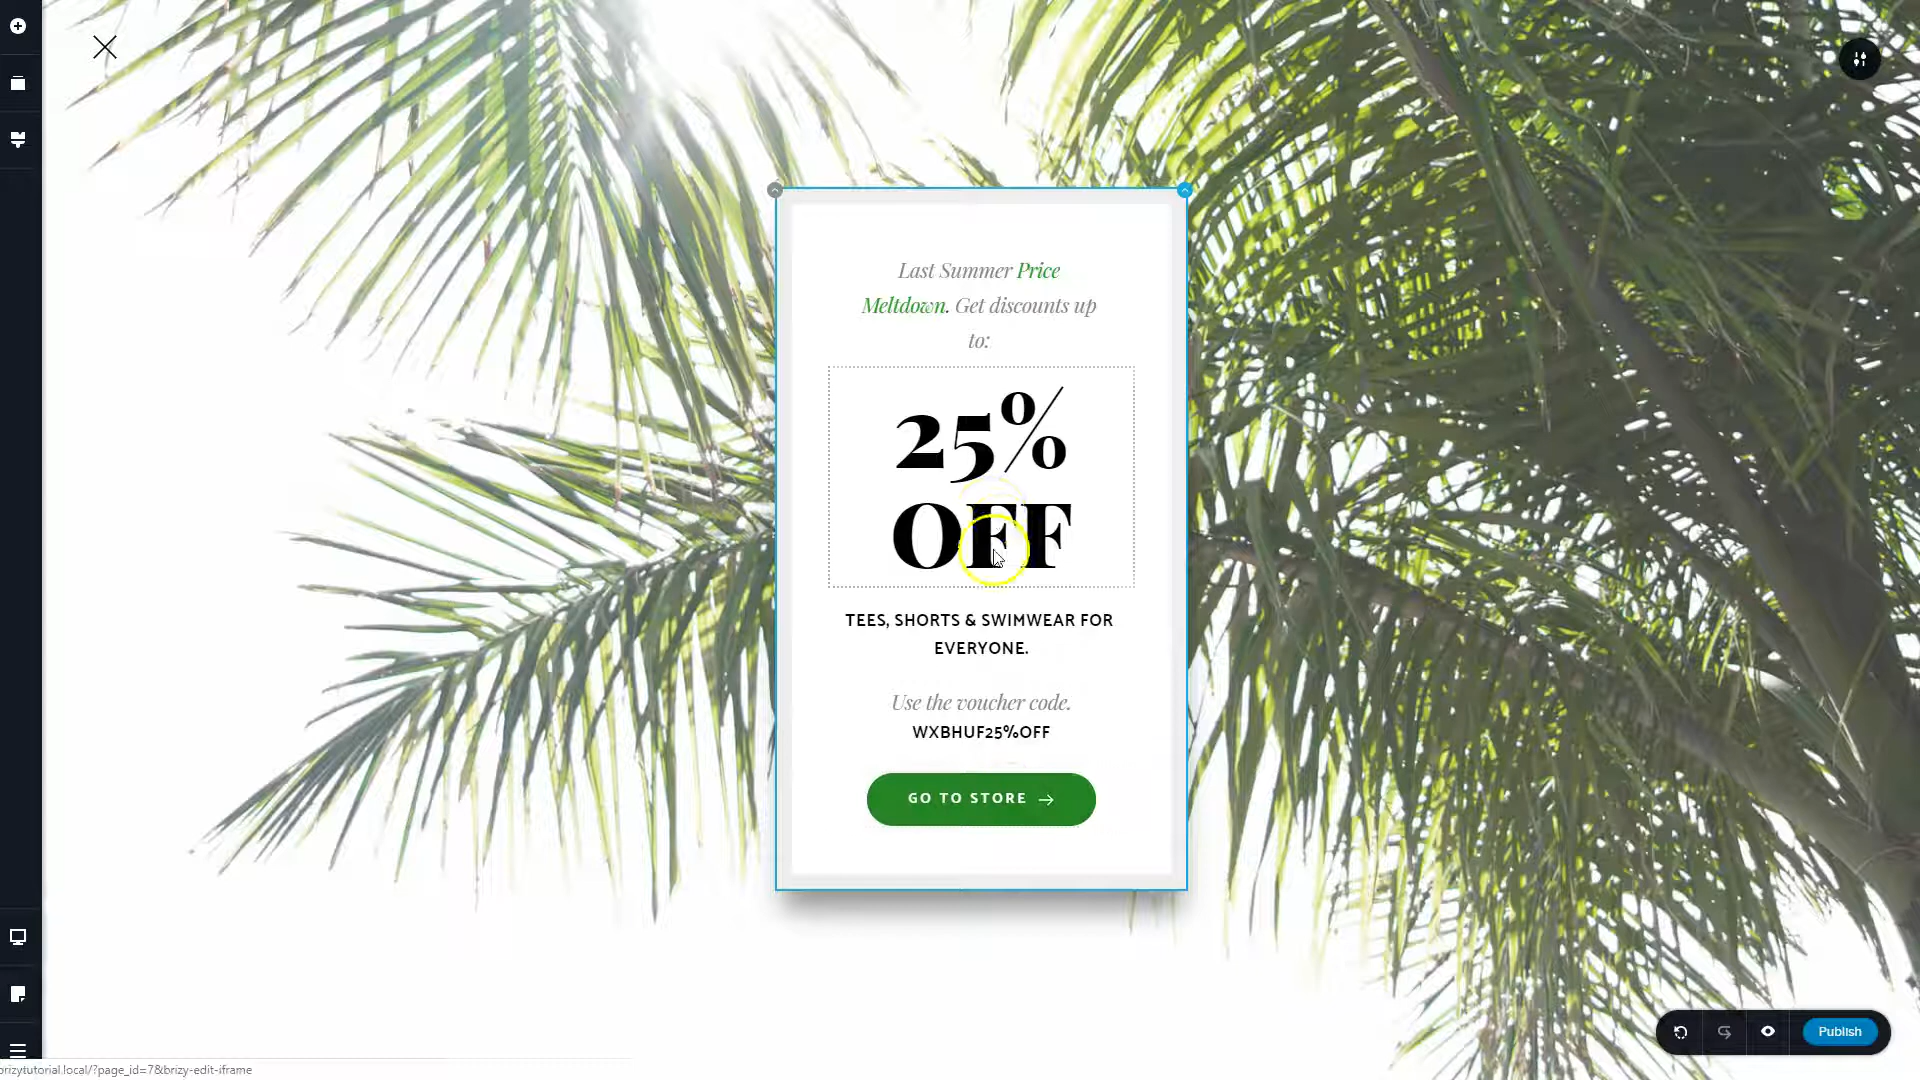 Last Summer Price
Meltdown. Get discounts up
to:
25%
OFF
TEES, SHORTS & SWIMWEAR FOR
EVERYONE.
Use the voucher code.
WXBHUF25%OFF
GO TO STORE
Publish
brizytutorial.local/?page_id=7&brizy-edit-iframe